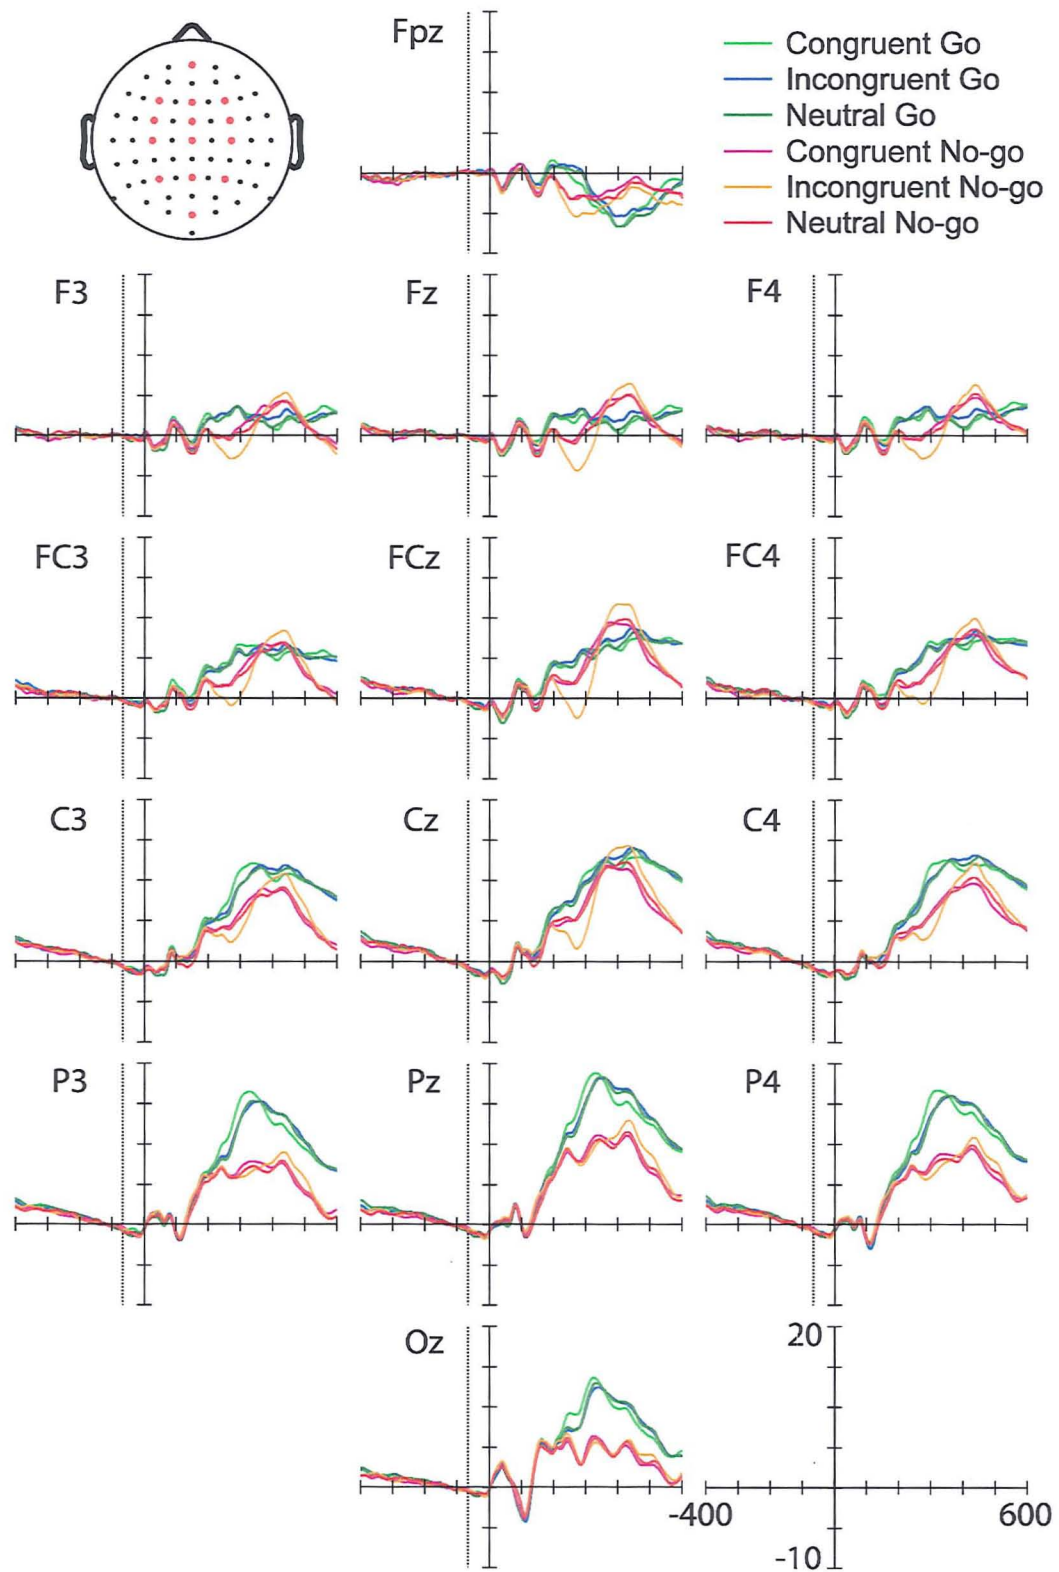 Fpz
Congruent Go
Incongruent Go
Neutral Go
Congruent No-go
Incongruent No-go
Neutral No-go
F3
Fz
F4
FC3
FCz
FC4
C3
Cz
C4
P3
Pz
P4
Oz
20
-400
600
-10